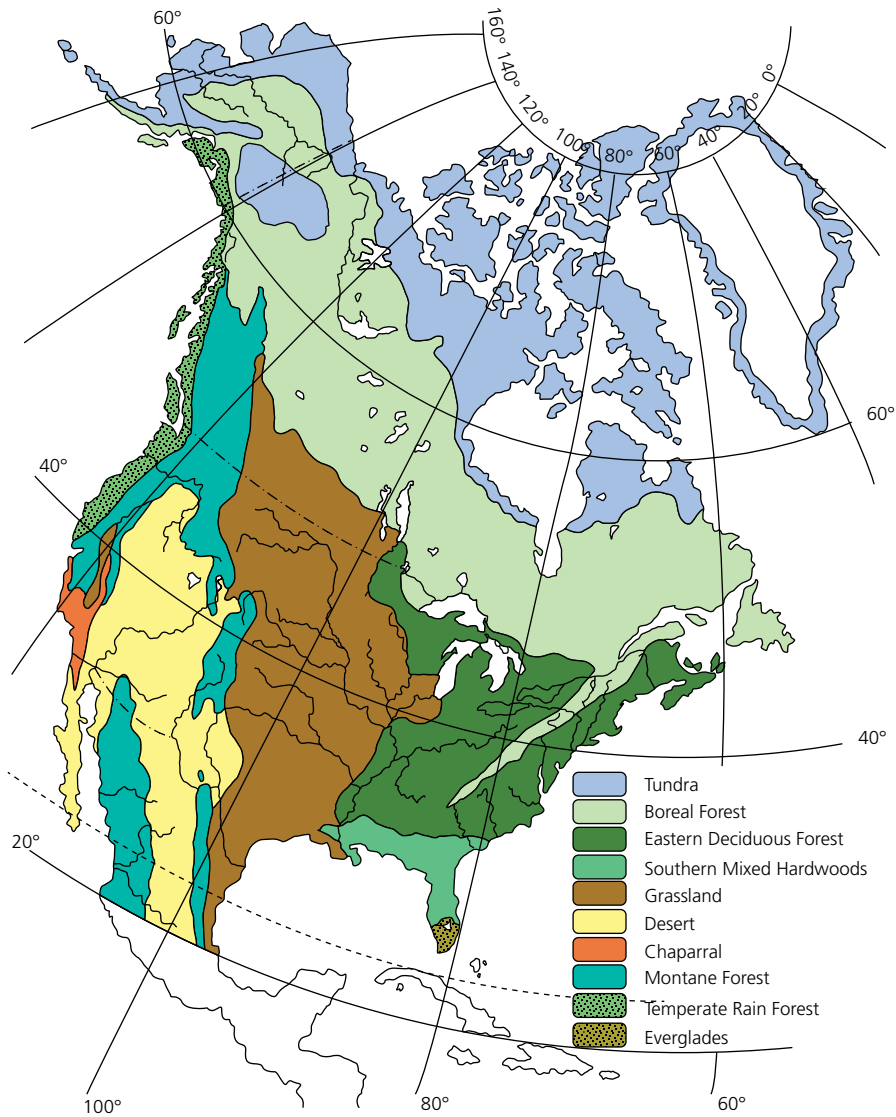 60°
160°
140°
120°
100°
80°
60°
40°
20°
0°
60°
40°
40°
20°
Tundra
Boreal Forest
Eastern Deciduous Forest
Southern Mixed Hardwoods
Grassland
Desert
Chaparral
Montane Forest
Temperate Rain Forest
Everglades
100°
80°
60°